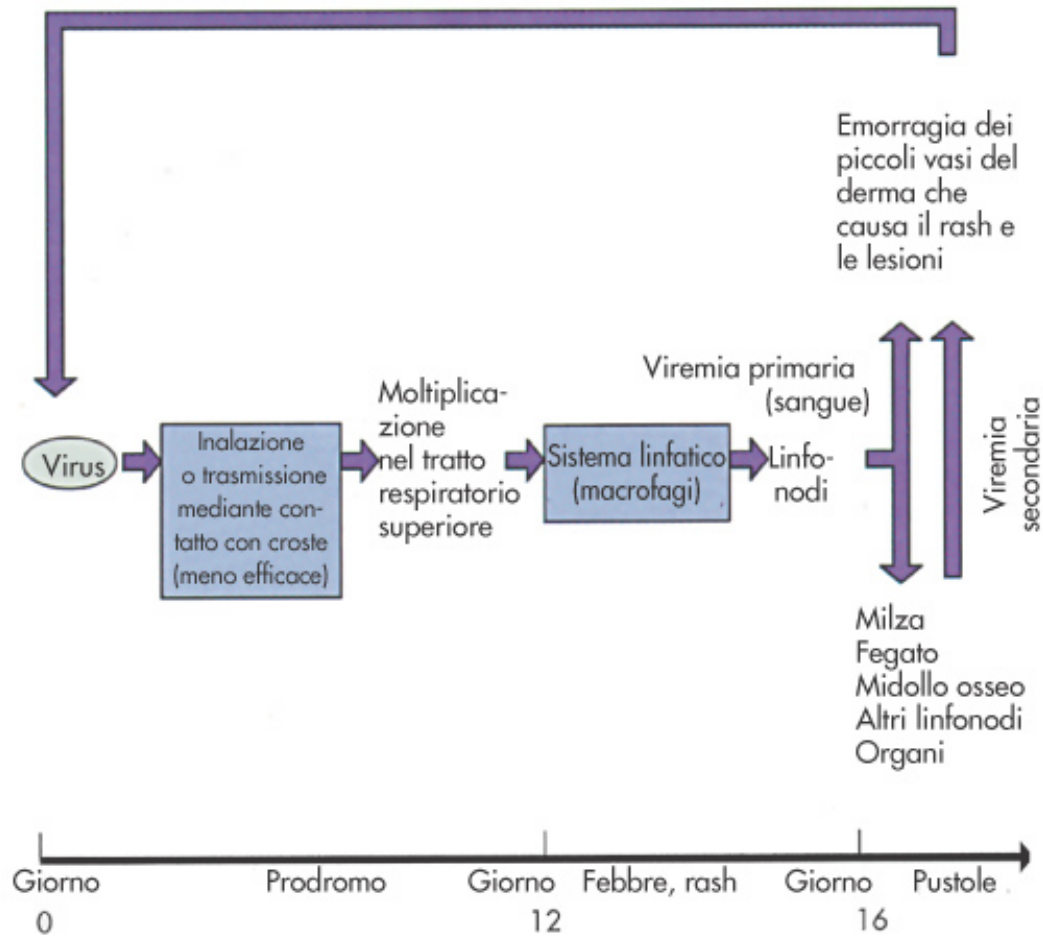 Emorragia dei
piccoli vasi del
derma che
causa il rash e
le lesioni
Virus
Inalazione
o trasmissione
mediante con-
tatto con croste
(meno efficace)
Moltiplica-
zione
nel tratto
respiratorio
superiore
Sistema linfatico
(macrofagi)
Viremia primaria
(sangue)
Linfo-
nodi
Viremia
secondaria
Milza
Fegato
Midollo osseo
Altri linfonodi
Organi
Giorno Prodromo Giorno Febbre, rash Giorno Pustole
0 12 16